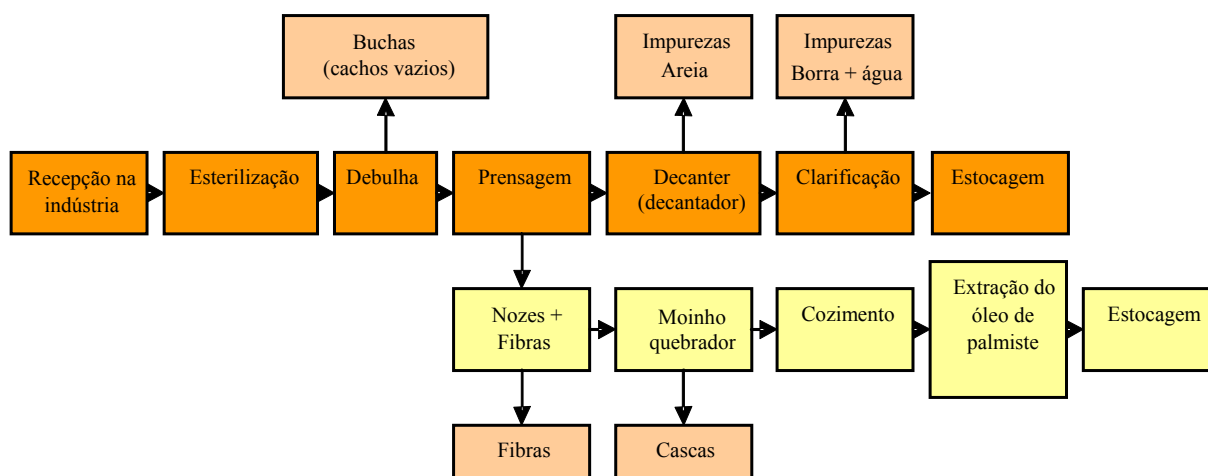 Buchas
(cachos vazios)
Impurezas
Areia
Impurezas
Borra + água
Recepção na
indústria
Esterilização
Debulha
Prensagem
Decanter
(decantador)
Clarificação
Estocagem
Nozes +
Fibras
Moinho
quebrador
Cozimento
Extração do
óleo de
palmiste
Estocagem
Fibras
Cascas